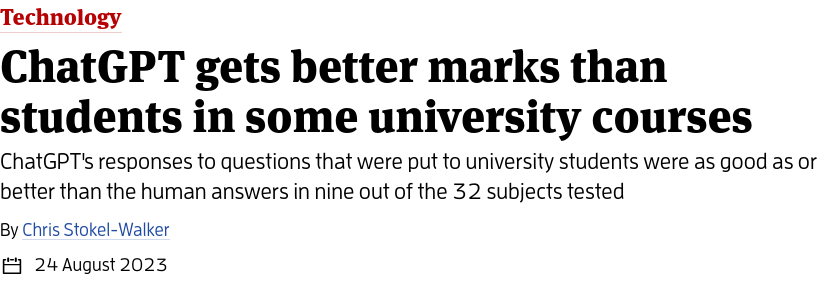 Technology
ChatGPT gets better marks than
students in some university courses
ChatGPT's responses to questions that were put to university students were as good as or
better than the human answers in nine out of the 32 subjects tested
By Chris Stokel-Walker
24 August 2023